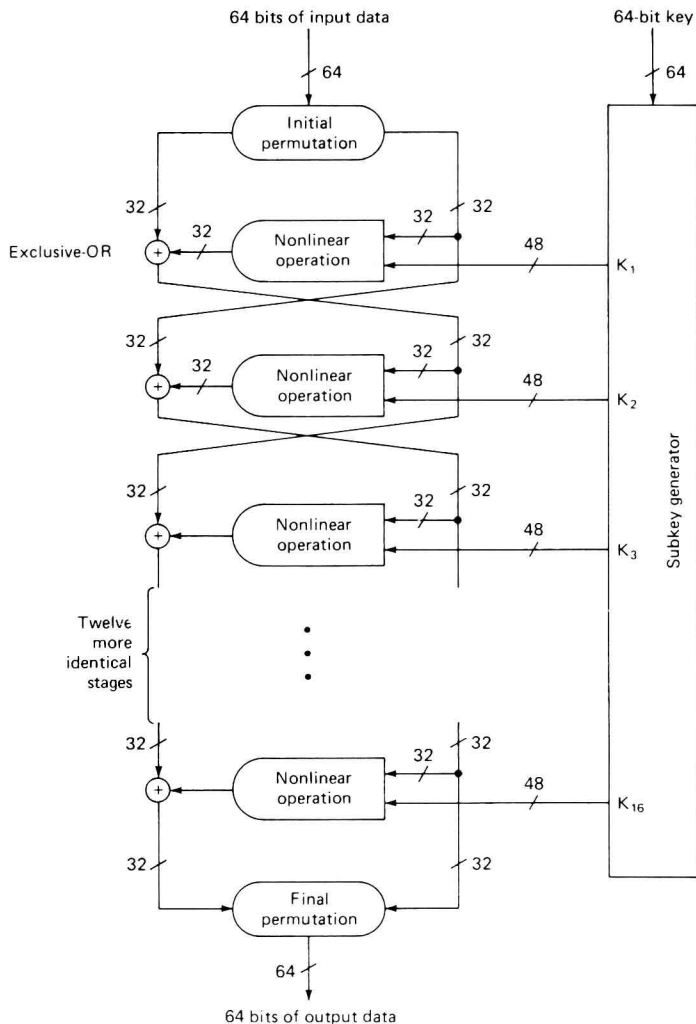 64 bits of input data
64-bit key
64
64
Initial
permutation
32
32
32
Exclusive-OR
+
32
Nonlinear
operation
48
K1
32
32
32
+
32
Nonlinear
operation
48
K2
32
32
32
+
Nonlinear
operation
48
K3
Subkey generator
Twelve
more
identical
stages
32
32
32
+
Nonlinear
operation
48
K16
32
32
Final
permutation
64
64 bits of output data